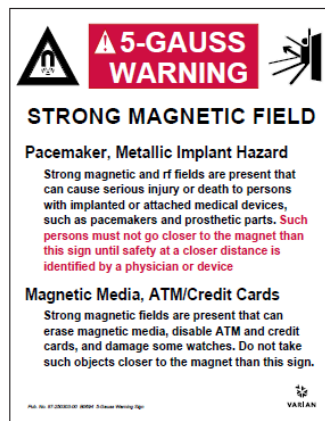 5-GAUSS
WARNING
STRONG MAGNETIC FIELD
Pacemaker, Metallic Implant Hazard
Strong magnetic and rf fields are present that
can cause serious injury or death to persons
with implanted or attached medical devices,
such as pacemakers and prosthetic parts. Such
persons must not go closer to the magnet than
this sign until safety at a closer distance is
identified by a physician or device
Magnetic Media, ATM/Credit Cards
Strong magnetic fields are present that can
erase magnetic media, disable ATM and credit
cards, and damage some watches. Do not take
such objects closer to the magnet than this sign.
Pub. No. 5-Gauss Warning Sign
VARIAN